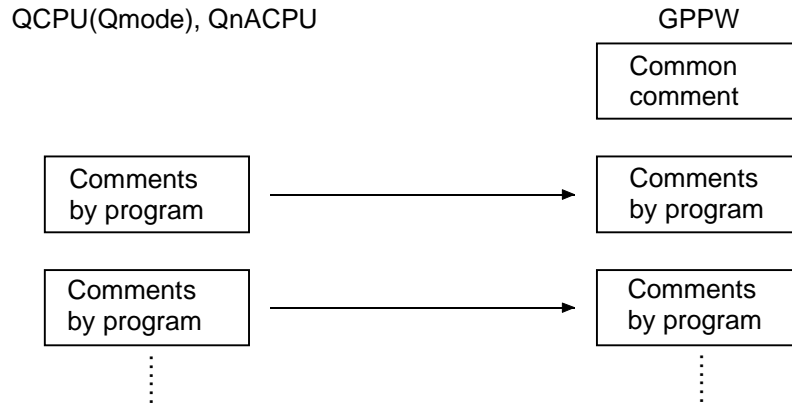 QCPU(Qmode), QnACPU
GPPW
Common
comment
Comments
by program
Comments
by program
Comments
by program
Comments
by program